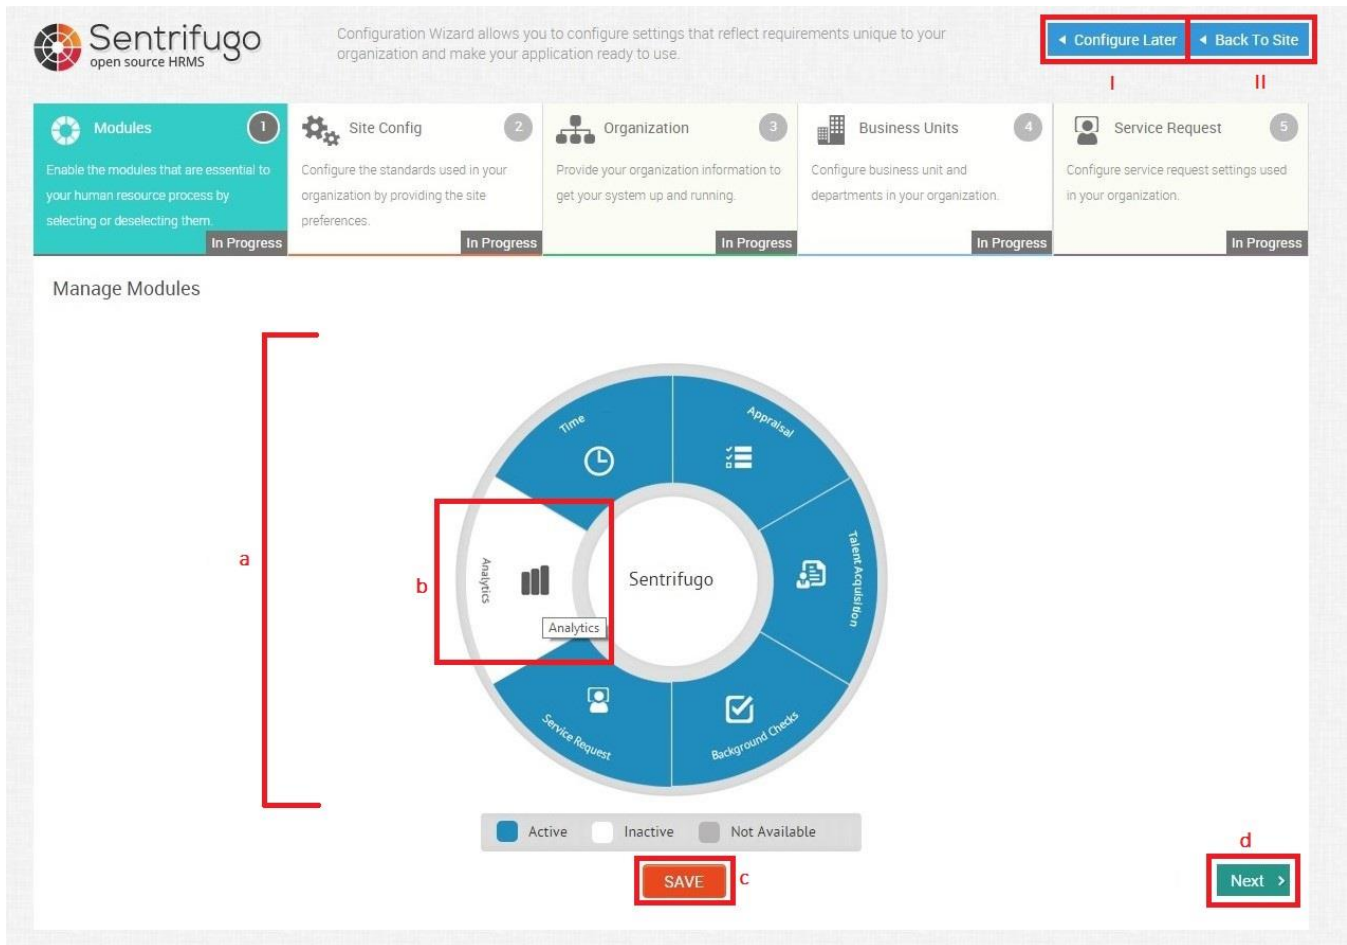 Sentrifugo
open source HRMS
Configuration Wizard allows you to configure settings that reflect requirements unique to your
organization and make your application ready to use.
Configure Later
Back To Site
I
II
Modules
1
Enable the modules that are essential to
your human resource process by
selecting or deselecting them.
In Progress
Site Config
2
Configure the standards used in your
organization by providing the site
preferences.
In Progress
Organization
3
Provide your organization information to
get your system up and running.
In Progress
Business Units
4
Configure business unit and
departments in your organization.
In Progress
Service Request
5
Configure service request settings used
in your organization.
In Progress
Manage Modules
Time
Appraisal
a
b
Analytics
Sentrifugo
Talent Acquisition
Analytics
Service Request
Background Checks
Active
Inactive
Not Available
d
SAVE
c
Next